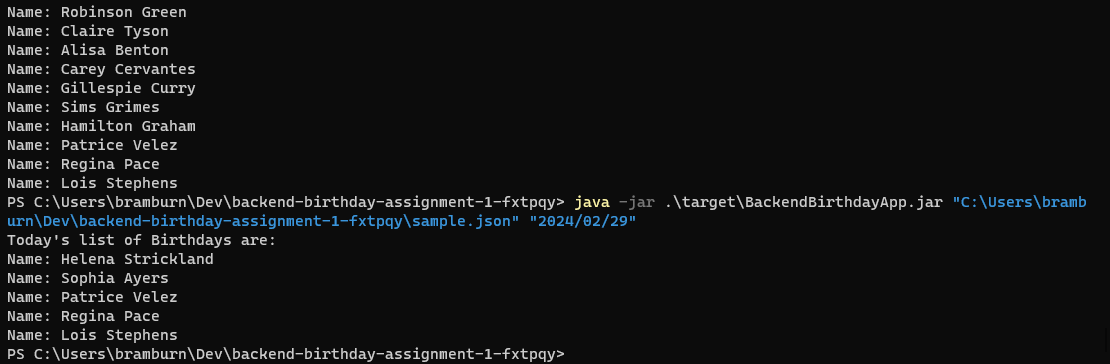 Name: Robinson Green
Name: Claire Tyson
Name: Alisa Benton
Name: Carey Cervantes
Name: Gillespie Curry
Name: Sims Grimes
Name: Hamilton Graham
Name: Patrice Velez
Name: Regina Pace
Name: Lois Stephens
PS C:\Users\bramburn\Dev\backend-birthday-assignment-1-fxtpqy> java -jar .\target\BackendBirthdayApp.jar "C:\Users\bramb
urn\Dev\backend-birthday-assignment-1-fxtpqy\sample.json" "2024/02/29"
Today's list of Birthdays are:
Name: Helena Strickland
Name: Sophia Ayers
Name: Patrice Velez
Name: Regina Pace
Name: Lois Stephens
PS C:\Users\bramburn\Dev\backend-birthday-assignment-1-fxtpqy>